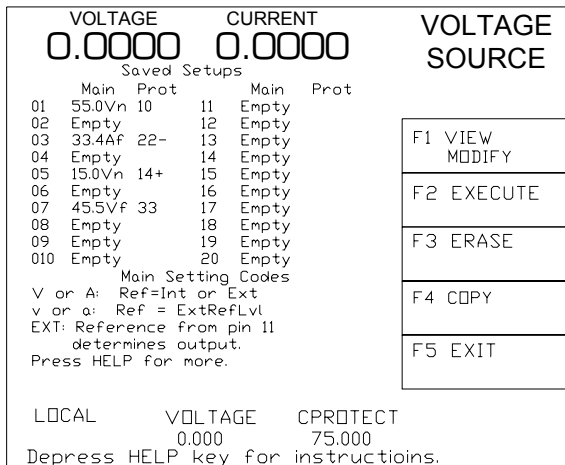 VOLTAGE CURRENT
0.0000 0.0000
VOLTAGE
SOURCE
Saved Setups
Main Prot Main Prot
01 55.0Vn 10 11 Empty
02 Empty 12 Empty
03 33.4Af 22- 13 Empty
04 Empty 14 Empty
05 15.0Vn 14+ 15 Empty
06 Empty 16 Empty
07 45.5Vf 33 17 Empty
08 Empty 18 Empty
09 Empty 19 Empty
010 Empty 20 Empty
Main Setting Codes
V or A: Ref=Int or Ext
v or a: Ref = ExtRefLvl
EXT: Reference from pin 11
determines output.
Press HELP for more.
F1 VIEW
MODIFY
F2 EXECUTE
F3 ERASE
F4 COPY
F5 EXIT
LOCAL VOLTAGE CPROTECT
0.000 75.000
Depress HELP key for instructioins.